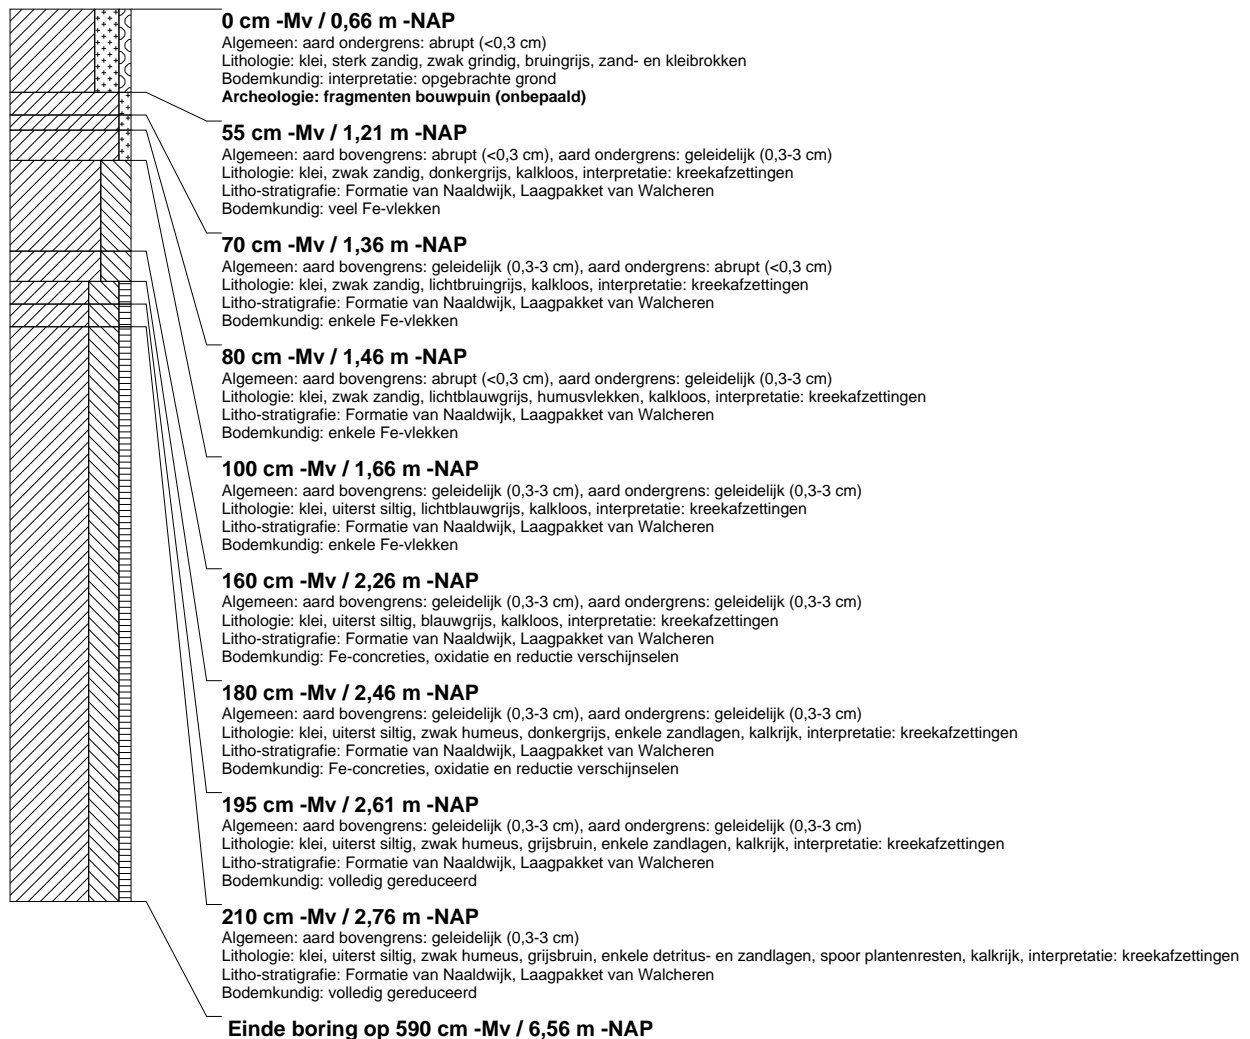 0 cm -Mv / 0,66 m -NAP
Algemeen: aard ondergrens: abrupt (<0,3 cm)
Lithologie: klei, sterk zandig, zwak grindig, bruingrijs, zand- en kleibrokken
Bodemkundig: interpretatie: opgebrachte grond
Archeologie: fragmenten bouwpuin (onbepaald)
55 cm -Mv / 1,21 m -NAP
Algemeen: aard bovengrens: abrupt (<0,3 cm), aard ondergrens: geleidelijk (0,3-3 cm)
Lithologie: klei, zwak zandig, donkergrijs, kalkloos, interpretatie: kreekafzettingen
Litho-stratigrafie: Formatie van Naaldwijk, Laagpakket van Walcheren
Bodemkundig: veel Fe-vlekken
70 cm -Mv / 1,36 m -NAP
Algemeen: aard bovengrens: geleidelijk (0,3-3 cm), aard ondergrens: abrupt (<0,3 cm)
Lithologie: klei, zwak zandig, lichtbruingrijs, kalkloos, interpretatie: kreekafzettingen
Litho-stratigrafie: Formatie van Naaldwijk, Laagpakket van Walcheren
Bodemkundig: enkele Fe-vlekken
80 cm -Mv / 1,46 m -NAP
Algemeen: aard bovengrens: abrupt (<0,3 cm), aard ondergrens: geleidelijk (0,3-3 cm)
Lithologie: klei, zwak zandig, lichtblauwgrijs, humusvlekken, kalkloos, interpretatie: kreekafzettingen
Litho-stratigrafie: Formatie van Naaldwijk, Laagpakket van Walcheren
Bodemkundig: enkele Fe-vlekken
100 cm -Mv / 1,66 m -NAP
Algemeen: aard bovengrens: geleidelijk (0,3-3 cm), aard ondergrens: geleidelijk (0,3-3 cm)
Lithologie: klei, uiterst siltig, lichtblauwgrijs, kalkloos, interpretatie: kreekafzettingen
Litho-stratigrafie: Formatie van Naaldwijk, Laagpakket van Walcheren
Bodemkundig: enkele Fe-vlekken
160 cm -Mv / 2,26 m -NAP
Algemeen: aard bovengrens: geleidelijk (0,3-3 cm), aard ondergrens: geleidelijk (0,3-3 cm)
Lithologie: klei, uiterst siltig, blauwgrijs, kalkloos, interpretatie: kreekafzettingen
Litho-stratigrafie: Formatie van Naaldwijk, Laagpakket van Walcheren
Bodemkundig: Fe-concreties, oxidatie en reductie verschijnselen
180 cm -Mv / 2,46 m -NAP
Algemeen: aard bovengrens: geleidelijk (0,3-3 cm), aard ondergrens: geleidelijk (0,3-3 cm)
Lithologie: klei, uiterst siltig, zwak humeus, donkergrijs, enkele zandlagen, kalkrijk, interpretatie: kreekafzettingen
Litho-stratigrafie: Formatie van Naaldwijk, Laagpakket van Walcheren
Bodemkundig: Fe-concreties, oxidatie en reductie verschijnselen
195 cm -Mv / 2,61 m -NAP
Algemeen: aard bovengrens: geleidelijk (0,3-3 cm), aard ondergrens: geleidelijk (0,3-3 cm)
Lithologie: klei, uiterst siltig, zwak humeus, grijsbruin, enkele zandlagen, kalkrijk, interpretatie: kreekafzettingen
Litho-stratigrafie: Formatie van Naaldwijk, Laagpakket van Walcheren
Bodemkundig: volledig gereduceerd
210 cm -Mv / 2,76 m -NAP
Algemeen: aard bovengrens: geleidelijk (0,3-3 cm)
Lithologie: klei, uiterst siltig, zwak humeus, grijsbruin, enkele detritus- en zandlagen, spoor plantenresten, kalkrijk, interpretatie: kreekafzettingen
Litho-stratigrafie: Formatie van Naaldwijk, Laagpakket van Walcheren
Bodemkundig: volledig gereduceerd
Einde boring op 590 cm -Mv / 6,56 m -NAP